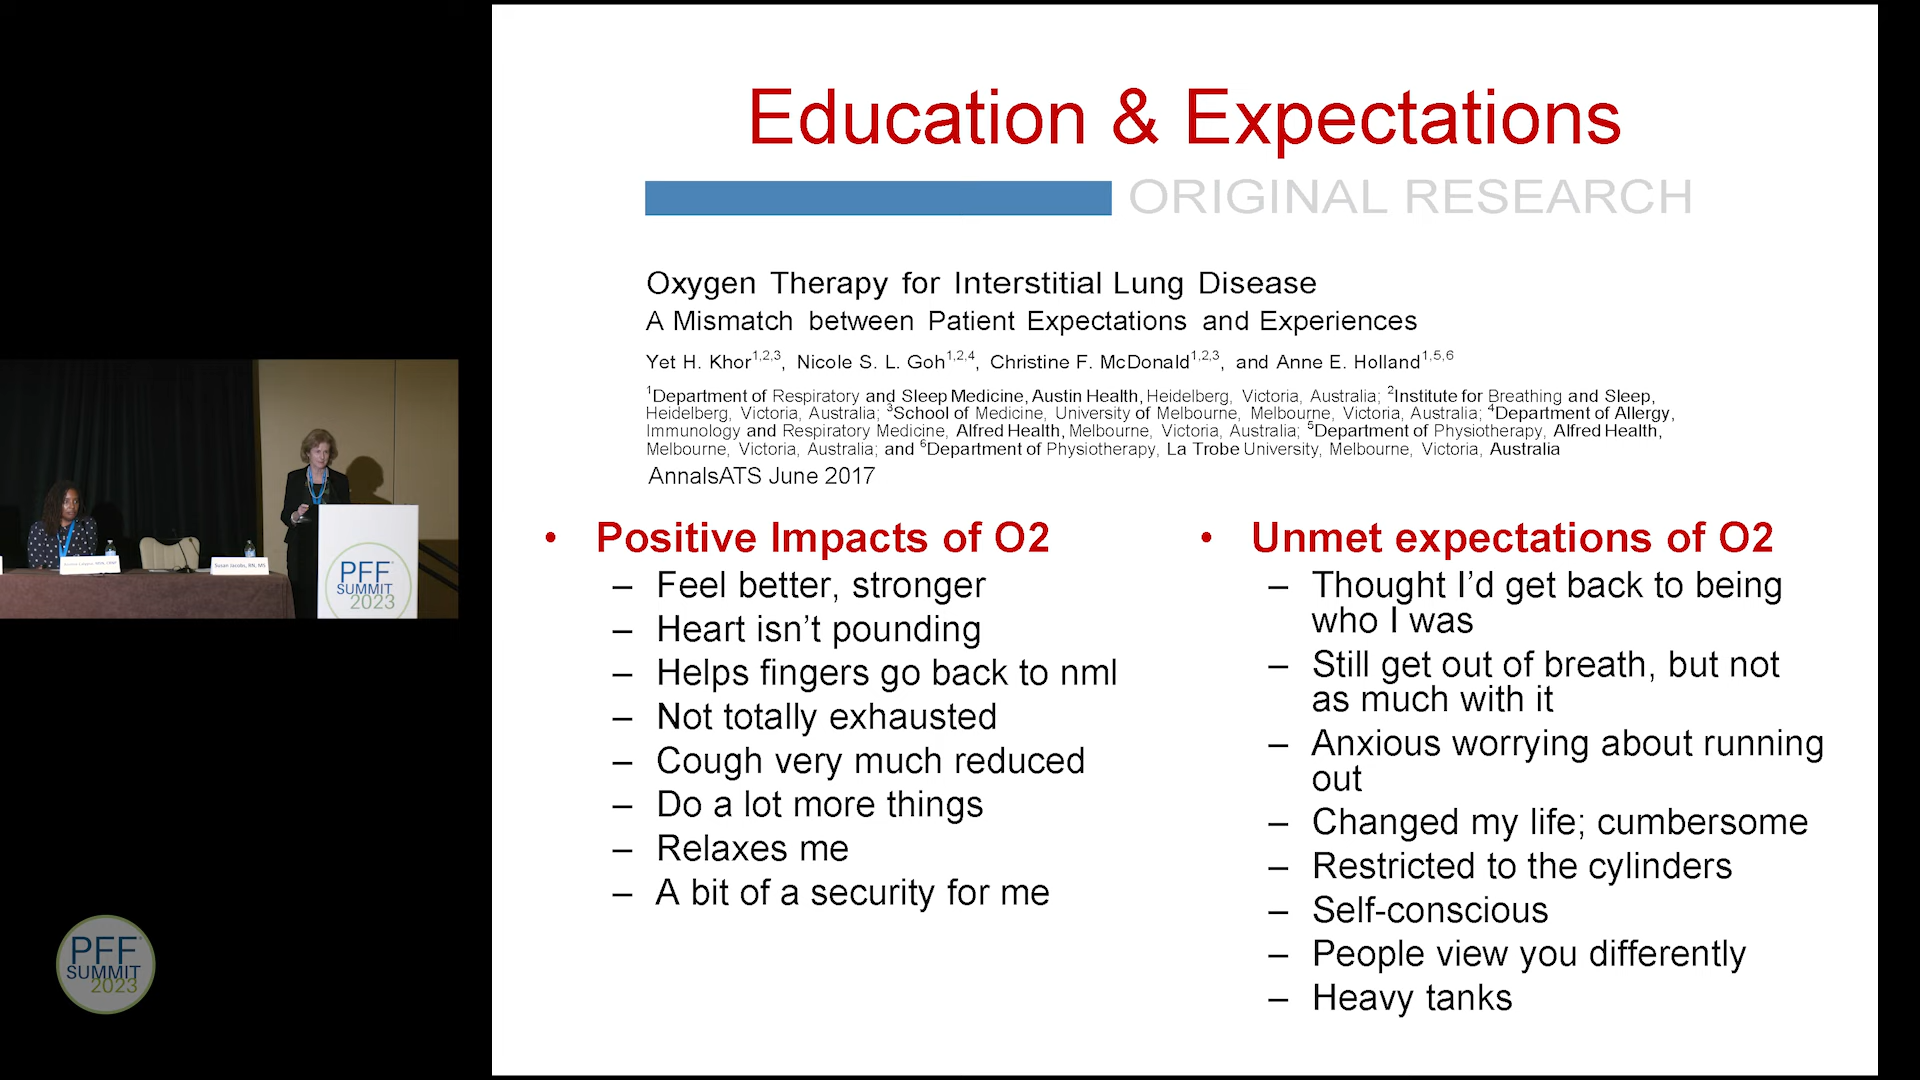 Education & Expectations
ORIGINAL RESEARCH
Oxygen Therapy for Interstitial Lung Disease
A Mismatch between Patient Expectations and Experiences
Yet H. Khor1,2,3, Nicole S. L. Goh1,2,4, Christine F. McDonald1,2,3, and Anne E. Holland1,5,6
1Department of Respiratory and Sleep Medicine, Austin Health, Heidelberg, Victoria, Australia; 2Institute for Breathing and Sleep,
Heidelberg, Victoria, Australia; 3School of Medicine, University of Melbourne, Melbourne, Victoria, Australia; 4Department of Allergy,
Immunology and Respiratory Medicine, Alfred Health, Melbourne, Victoria, Australia; 5Department of Physiotherapy, Alfred Health,
Melbourne, Victoria, Australia; and 6Department of Physiotherapy, La Trobe University, Melbourne, Victoria, Australia
AnnalsATS June 2017
• Positive Impacts of O2
– Feel better, stronger
– Heart isn’t pounding
– Helps fingers go back to nml
– Not totally exhausted
– Cough very much reduced
– Do a lot more things
– Relaxes me
– A bit of a security for me
• Unmet expectations of O2
– Thought I’d get back to being
who I was
– Still get out of breath, but not
as much with it
– Anxious worrying about running
out
– Changed my life; cumbersome
– Restricted to the cylinders
– Self-conscious
– People view you differently
– Heavy tanks
Susan Jacobs, RN, MS
PFF
SUMMIT
2023
PFF
SUMMIT
2023